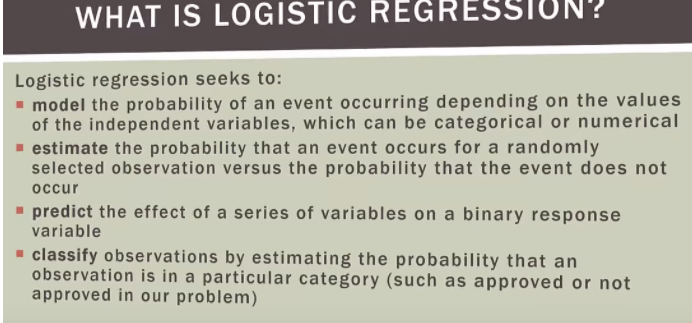 WHAT IS LOGISTIC REGRESSION?
Logistic regression seeks to:
▪ model the probability of an event occurring depending on the values
of the independent variables, which can be categorical or numerical
▪ estimate the probability that an event occurs for a randomly
selected observation versus the probability that the event does not
occur
▪ predict the effect of a series of variables on a binary response
variable
▪ classify observations by estimating the probability that an
observation is in a particular category (such as approved or not
approved in our problem)